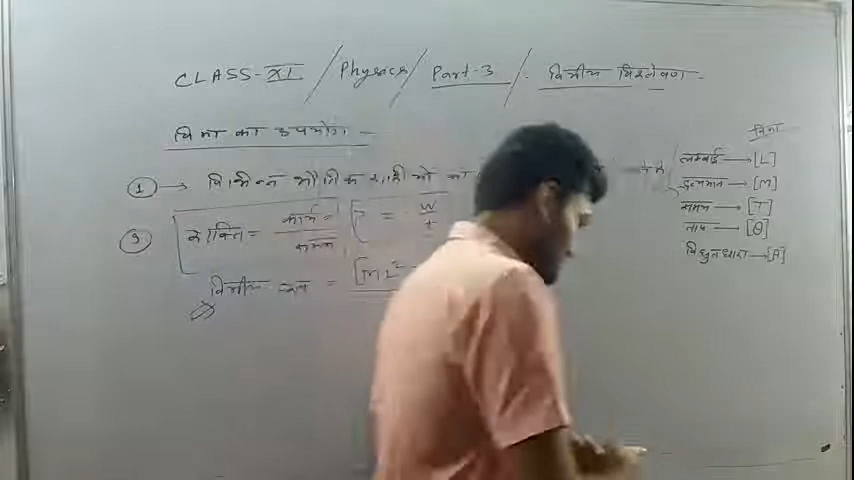 CLASS-XI / Physics / Part-3 / विमीय विश्लेषण
विमा का उपयोग -
① → विभिन्न भौतिक
③ शक्ति = कार्य / समय P = W / t
विमीय = [ML²
विमा
लम्बाई → [L]
द्रव्यमान → [M]
समय → [T]
ताप → [θ]
विधुतधारा → [A]